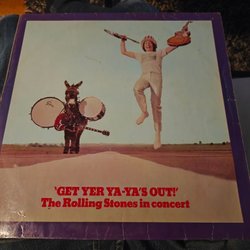 'GET YER YA-YA'S OUT!'
The Rolling Stones in concert